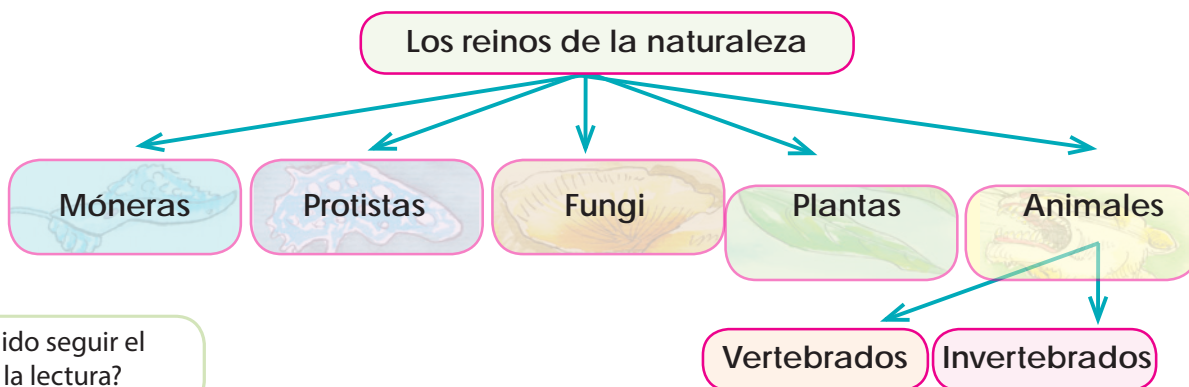 Los reinos de la naturaleza
Móneras
Protistas
Fungi
Plantas
Animales
Vertebrados
Invertebrados
ido seguir el
la lectura?